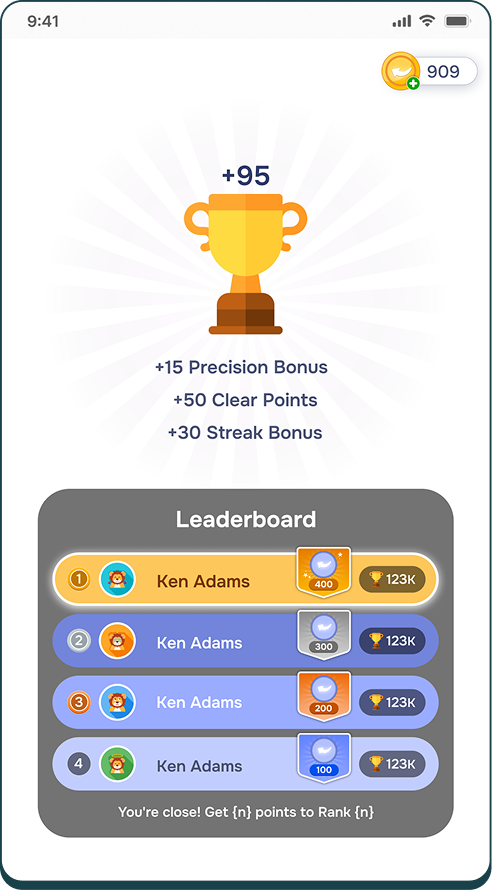 9:41
909
+95
+15 Precision Bonus
+50 Clear Points
+30 Streak Bonus
Leaderboard
1 Ken Adams 400 123K
2 Ken Adams 300 123K
3 Ken Adams 200 123K
4 Ken Adams 100 123K
You're close! Get {n} points to Rank {n}